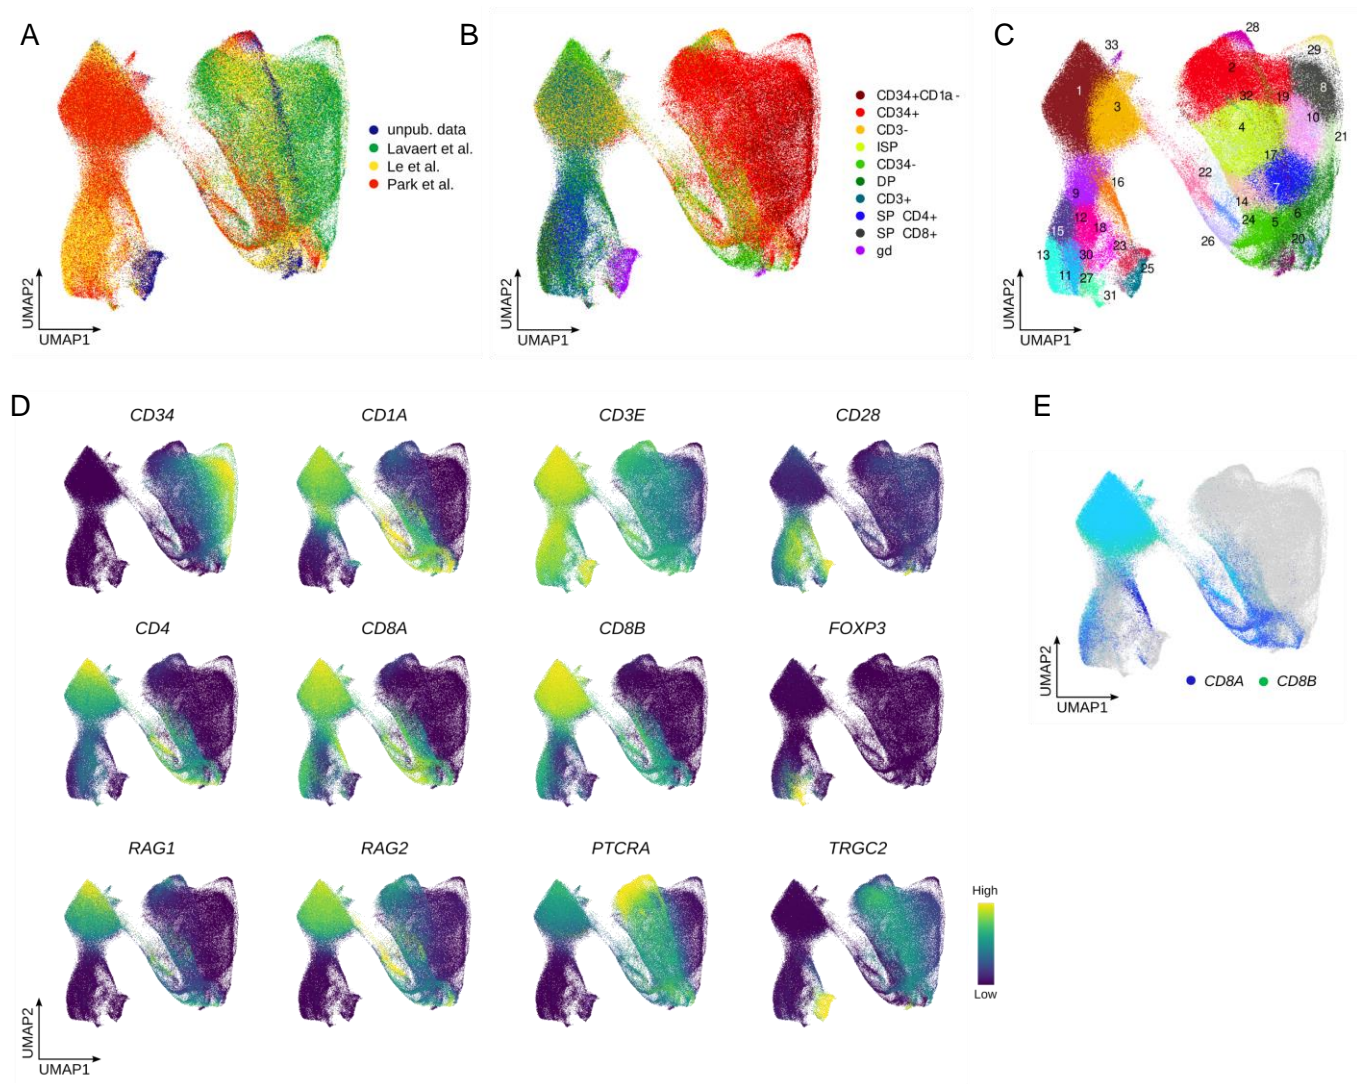 A
unpub. data
Lavaert et al.
Le et al.
Park et al.
UMAP2
UMAP1
B
CD34+CD1a -
CD34+
CD3-
ISP
CD34-
DP
CD3+
SP CD4+
SP CD8+
gd
UMAP2
UMAP1
C
28
33
29
2
1
8
32
19
3
10
4
21
17
22
16
7
9
14
12
24
6
18
5
15
26
20
23
13
30
25
11
27
31
UMAP2
UMAP1
D
CD34
CD1A
CD3E
CD28
CD4
CD8A
CD8B
FOXP3
RAG1
RAG2
PTCRA
TRGC2
High
Low
UMAP2
UMAP1
E
CD8A
CD8B
UMAP2
UMAP1